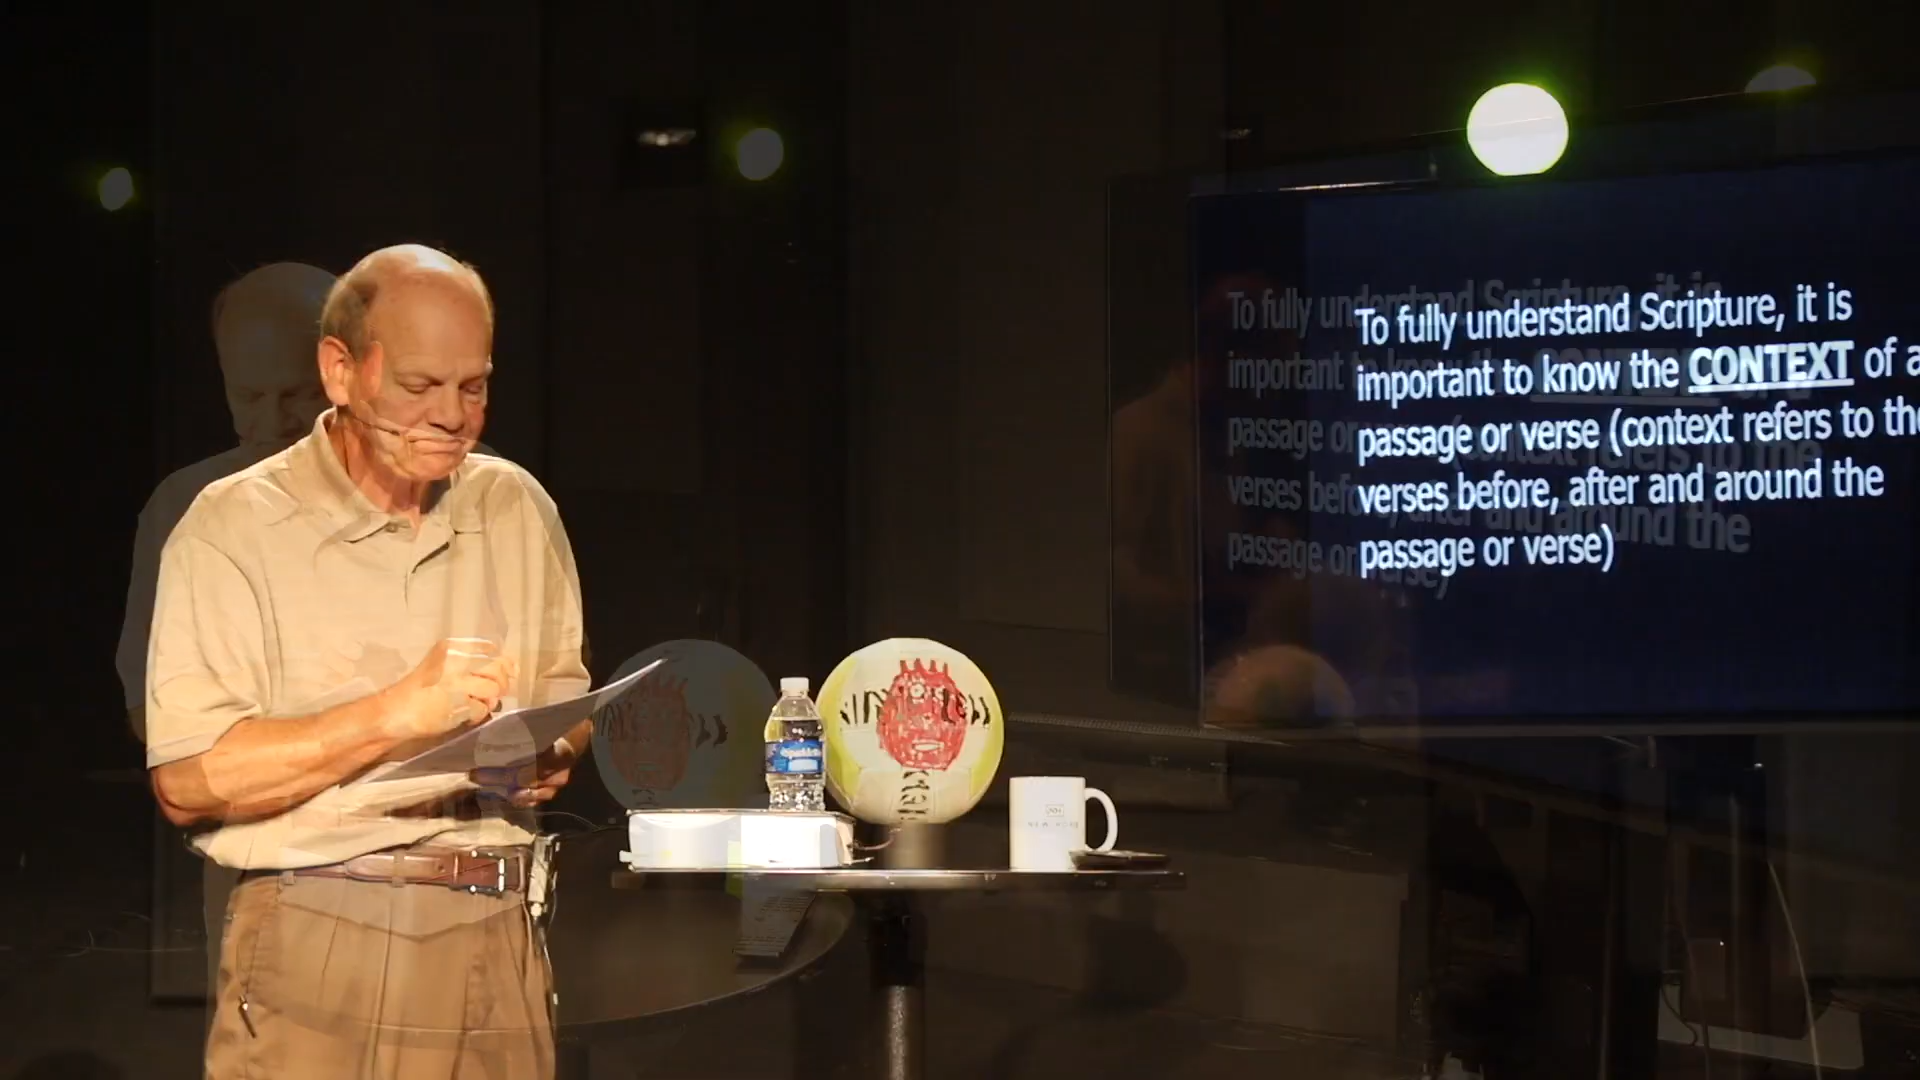 To fully understand Scripture, it is
important to know the CONTEXT of a
passage or verse (context refers to the
verses before, after and around the
passage or verse)